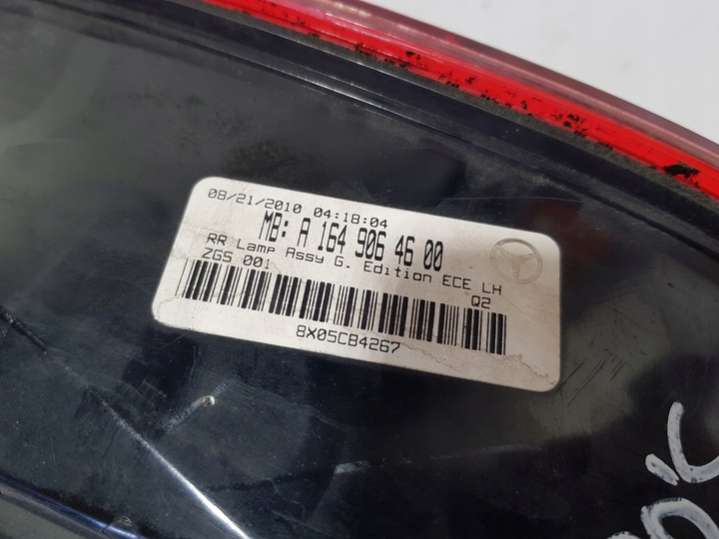 08/21/2010 04:18:04
MB: A 164 906 46 00
RR Lamp Assy G. Edition ECE LH
ZGS 001 Q2
8X05CB4267